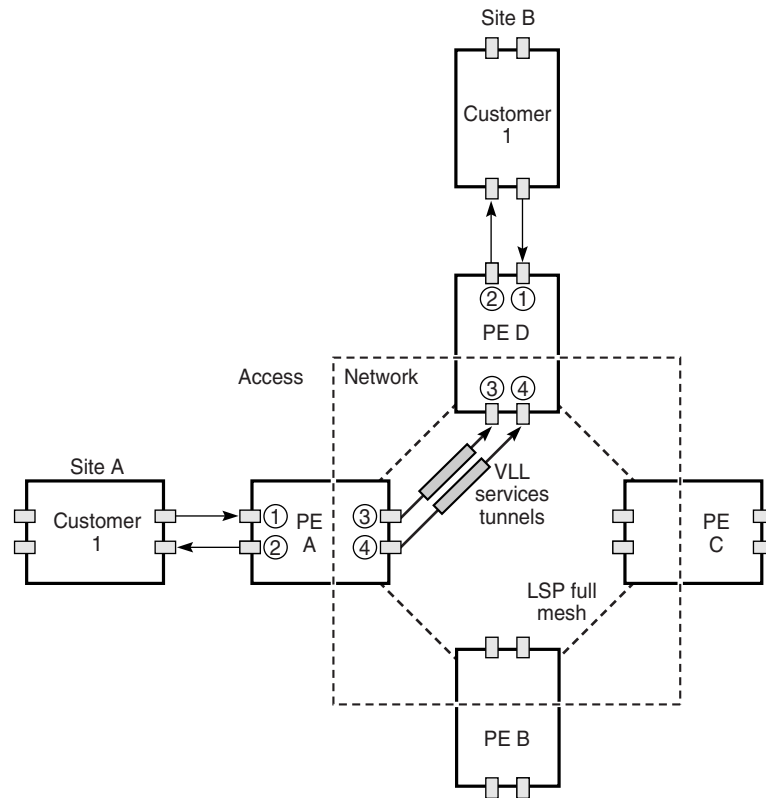 Site B
Customer
1
② ①
PE D
Access
Network
③ ④
Site A
Customer
1
①
②
PE
A
③
④
VLL
services
tunnels
PE
C
LSP full
mesh
PE B